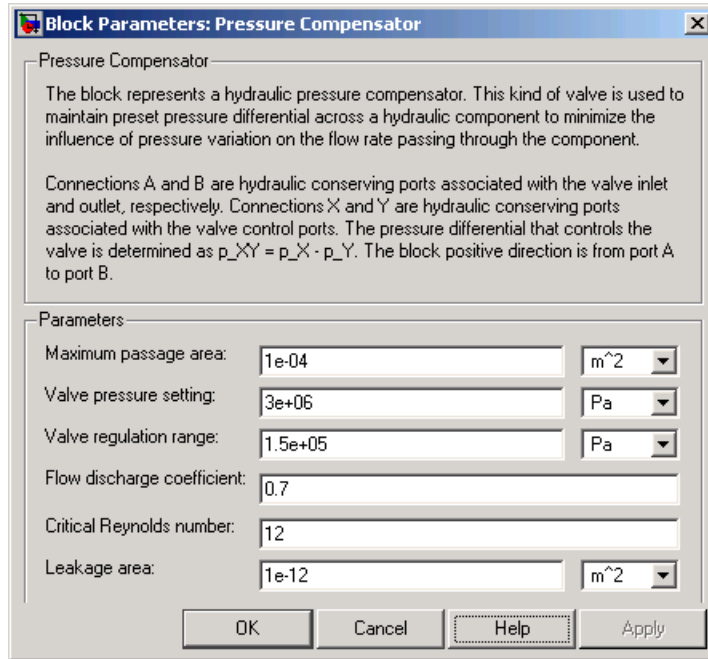 Block Parameters: Pressure Compensator
Pressure Compensator
The block represents a hydraulic pressure compensator. This kind of valve is used to
maintain preset pressure differential across a hydraulic component to minimize the
influence of pressure variation on the flow rate passing through the component.
Connections A and B are hydraulic conserving ports associated with the valve inlet
and outlet, respectively. Connections X and Y are hydraulic conserving ports
associated with the valve control ports. The pressure differential that controls the
valve is determined as p_XY = p_X - p_Y. The block positive direction is from port A
to port B.
Parameters
Maximum passage area: 1e-04 m^2
Valve pressure setting: 3e+06 Pa
Valve regulation range: 1.5e+05 Pa
Flow discharge coefficient: 0.7
Critical Reynolds number: 12
Leakage area: 1e-12 m^2
OK Cancel Help Apply